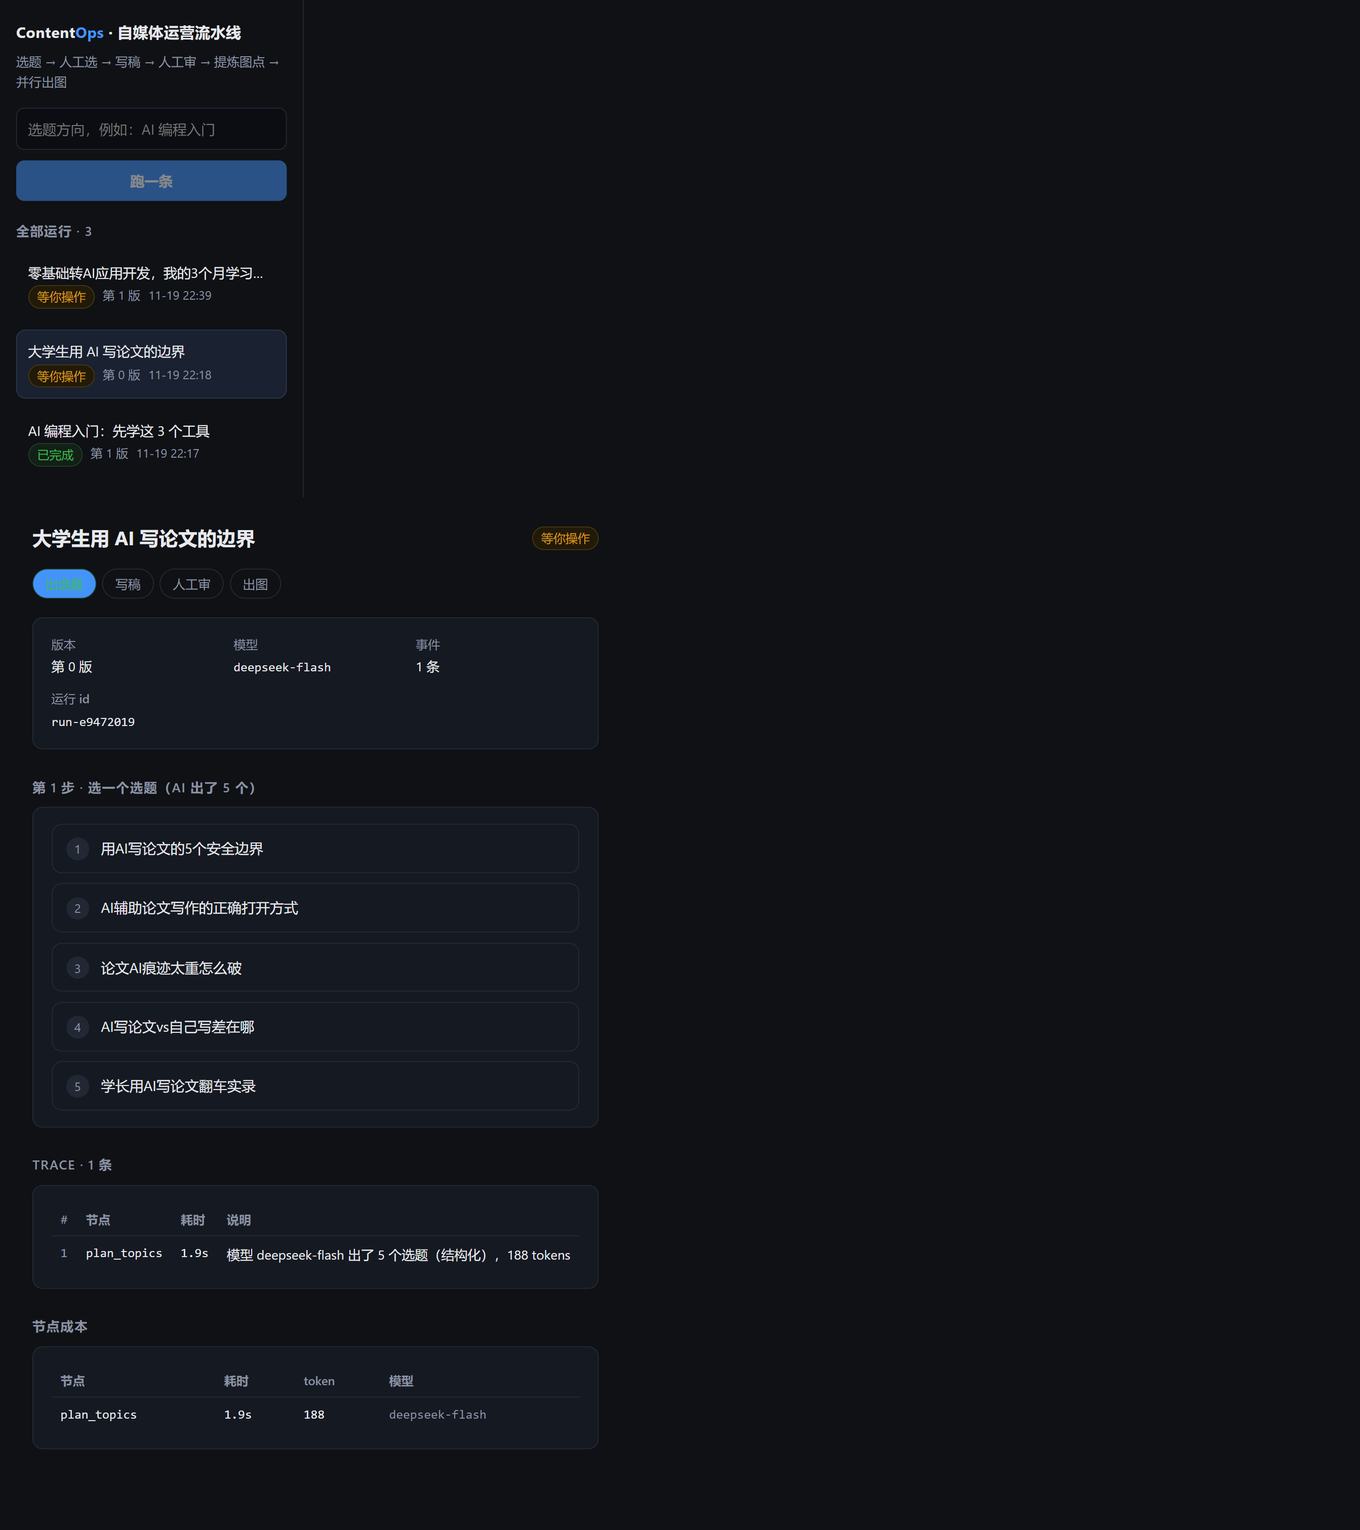 ContentOps · 自媒体运营流水线
选题 → 人工选 → 写稿 → 人工审 → 提炼图点 →
并行出图
选题方向，例如：AI 编程入门
跑一条
全部运行 · 3
零基础转AI应用开发，我的3个月学习...
等你操作 第 1 版 11-19 22:39
大学生用 AI 写论文的边界
等你操作 第 0 版 11-19 22:18
AI 编程入门：先学这 3 个工具
已完成 第 1 版 11-19 22:17
大学生用 AI 写论文的边界 等你操作
写稿 人工审 出图
版本 模型 事件
第 0 版 deepseek-flash 1 条
运行 id
run-e9472019
第 1 步 · 选一个选题（AI 出了 5 个）
1 用AI写论文的5个安全边界
2 AI辅助论文写作的正确打开方式
3 论文AI痕迹太重怎么破
4 AI写论文vs自己写差在哪
5 学长用AI写论文翻车实录
TRACE · 1 条
# 节点 耗时 说明
1 plan_topics 1.9s 模型 deepseek-flash 出了 5 个选题（结构化），188 tokens
节点成本
节点 耗时 token 模型
plan_topics 1.9s 188 deepseek-flash